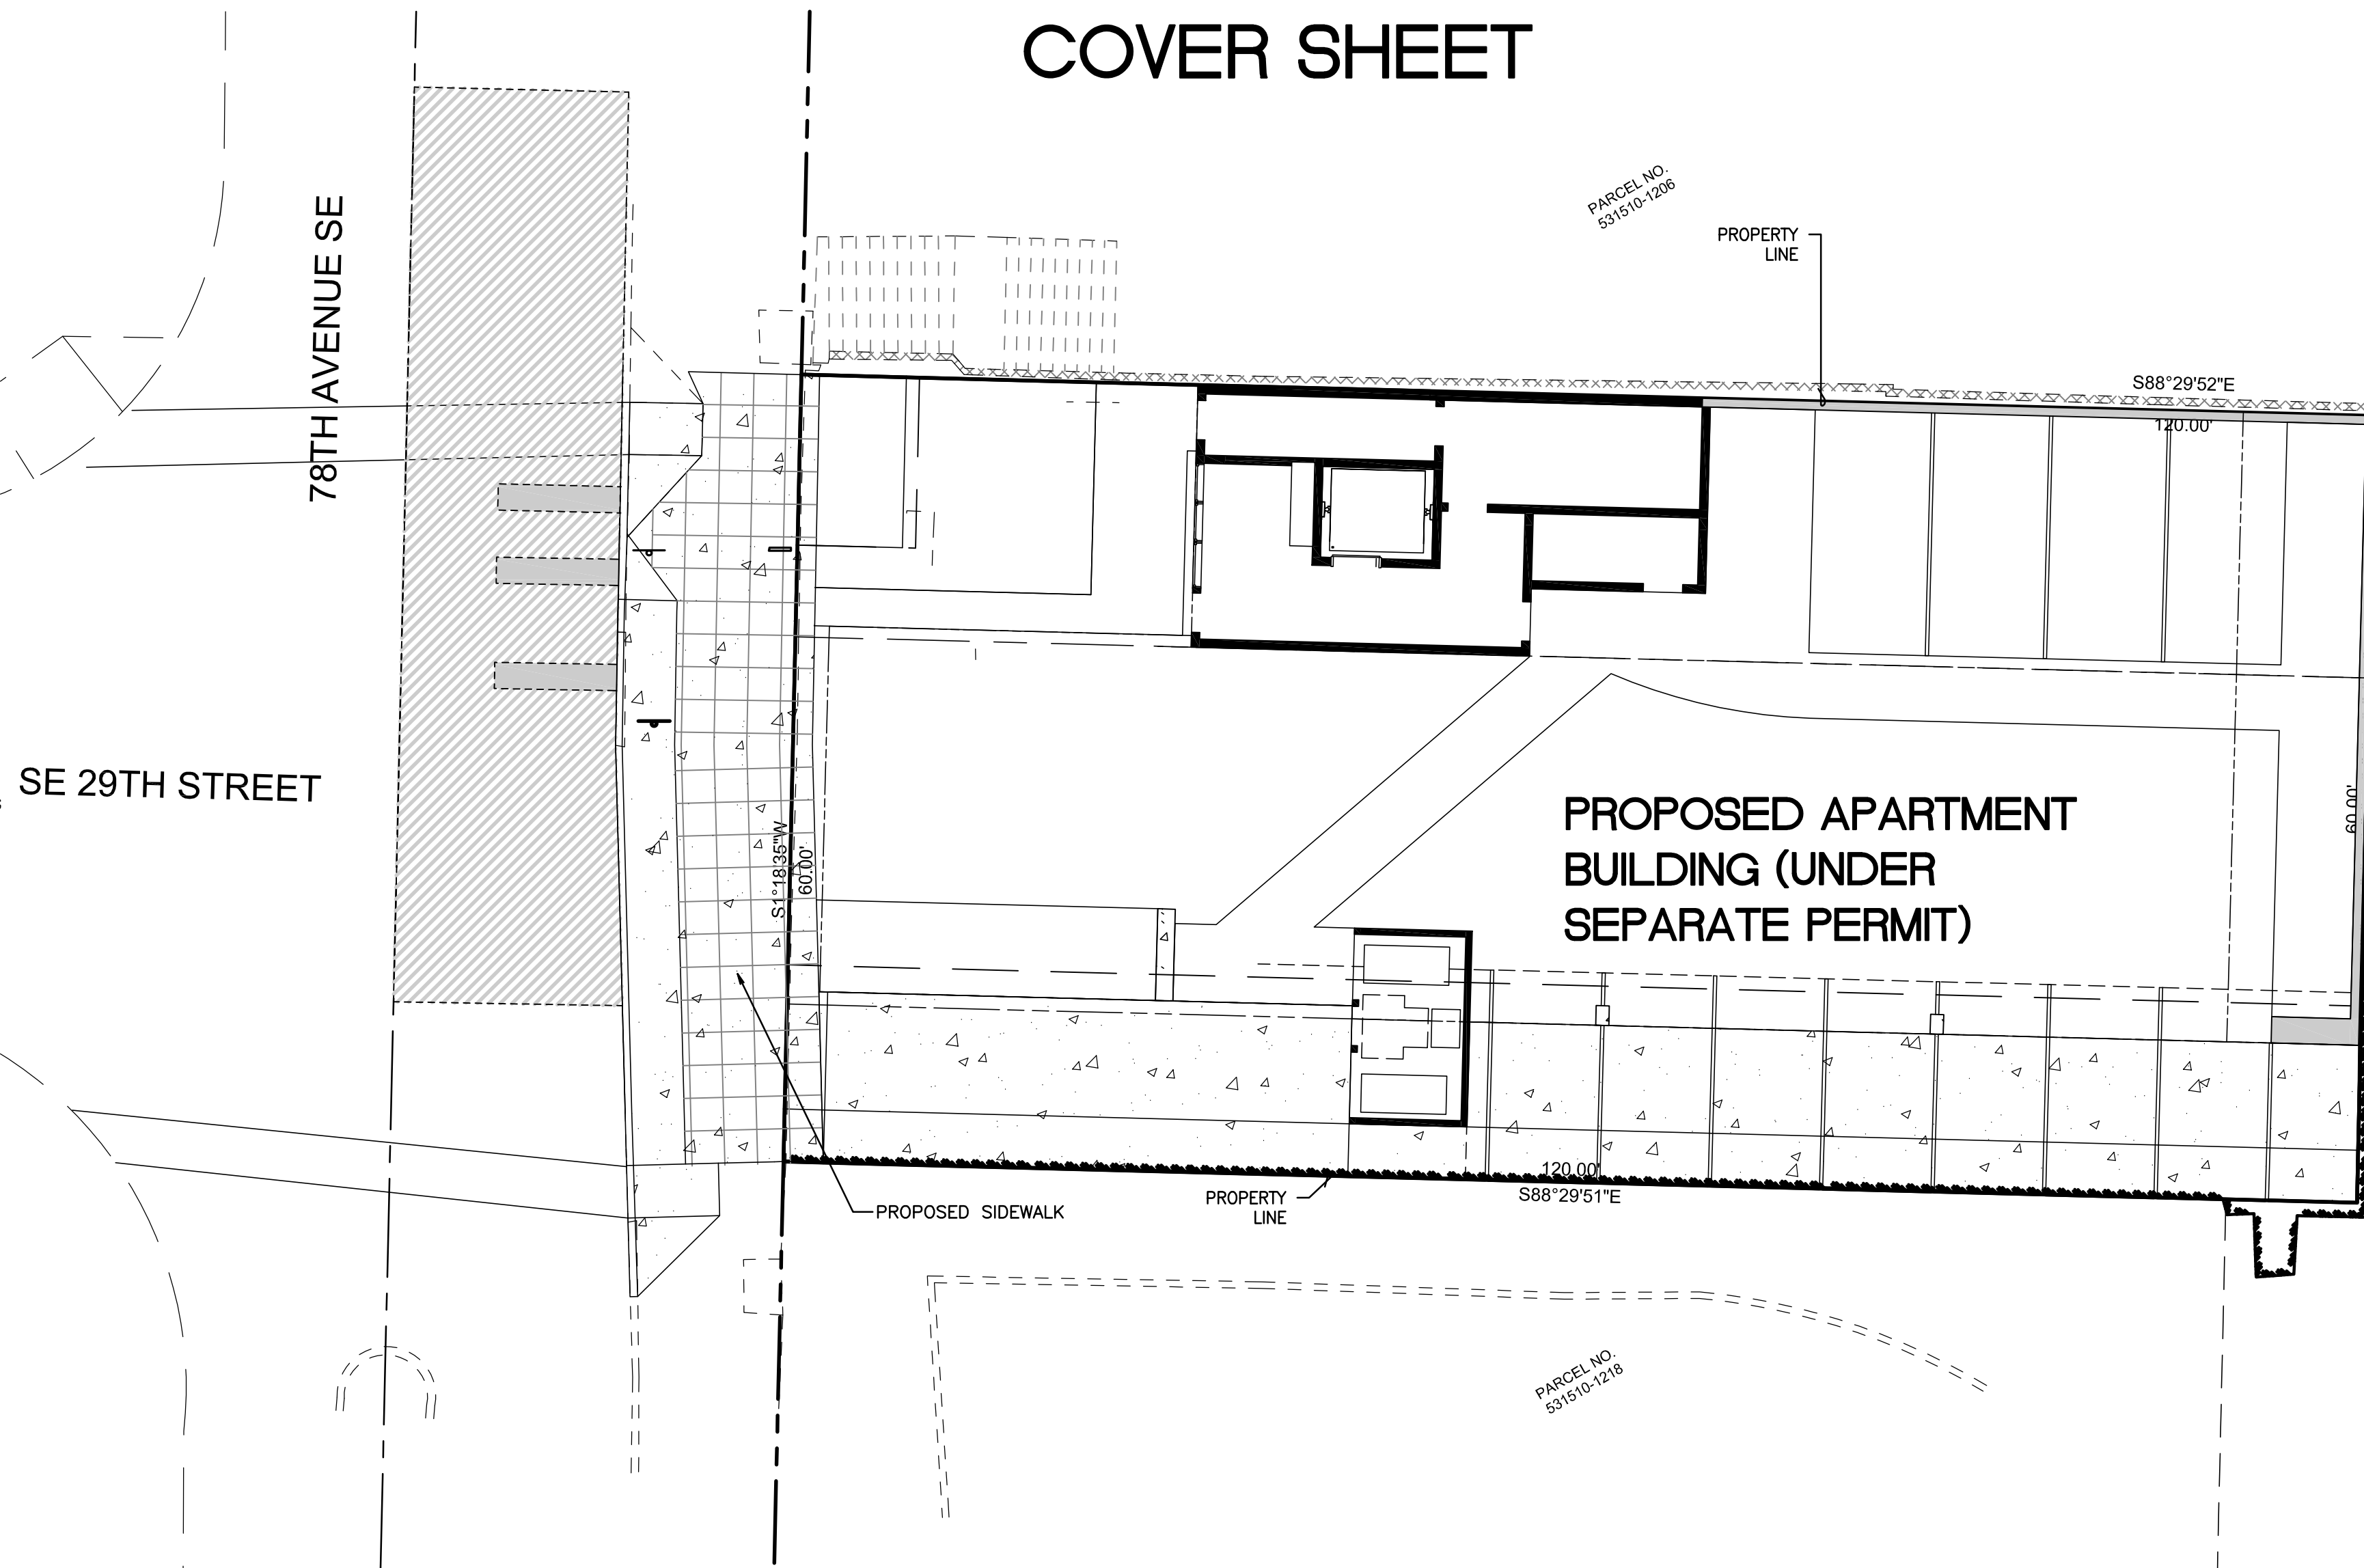 COVER SHEET
PARCEL NO.
531510-1206
PROPERTY
LINE
78TH AVENUE SE
S88°29'52"E
120.00'
SE 29TH STREET
S1°18'35"W
60.00'
PROPOSED APARTMENT
BUILDING (UNDER
SEPARATE PERMIT)
60.00'
120.00'
S88°29'51"E
PROPERTY
LINE
PROPOSED SIDEWALK
PARCEL NO.
531510-1218